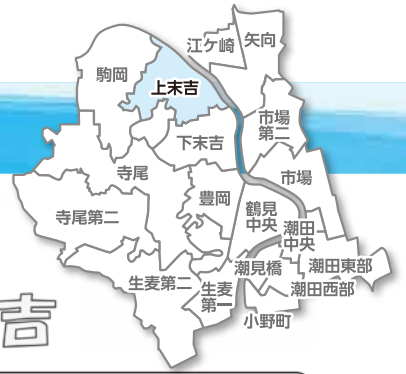 江ケ崎
矢向
駒岡
上末吉
市場
第二
下末吉
寺尾
市場
豊岡
寺尾第二
鶴見
中央
潮田
中央
潮見橋
潮田東部
生麦第二
生麦
第一
潮田西部
小野町
吉